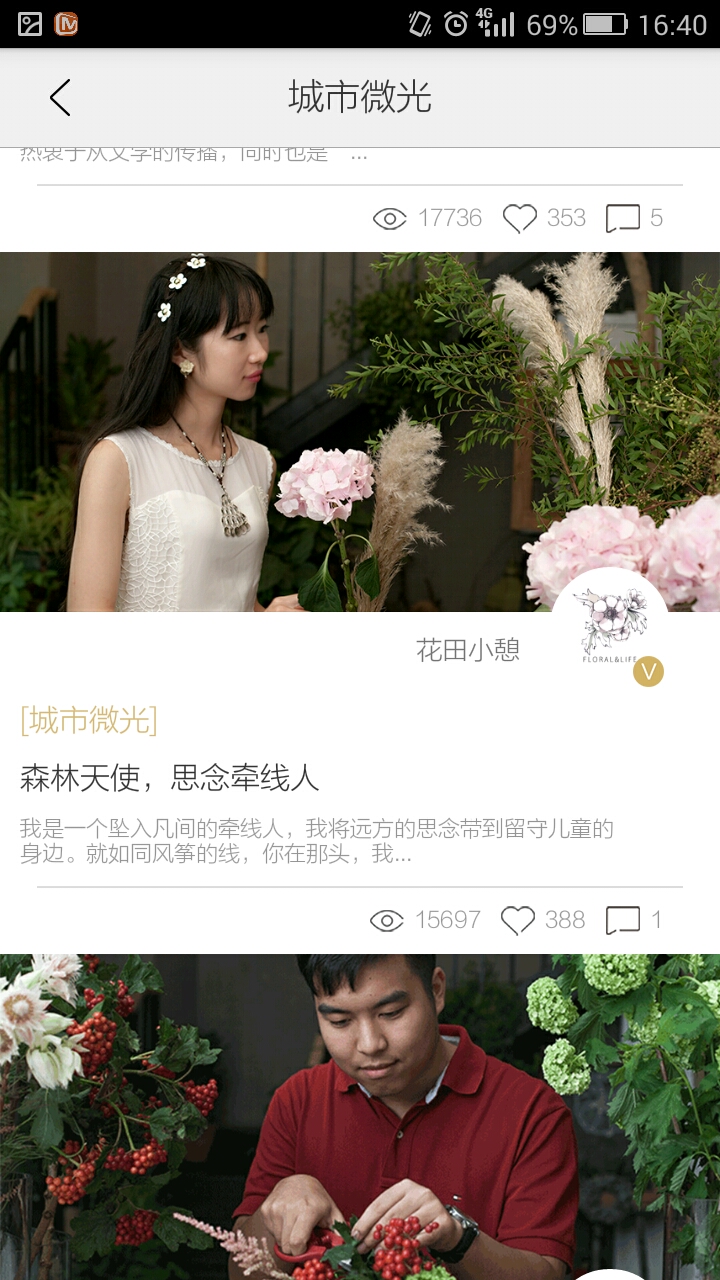 4G 69% 16:40
城市微光
热衷于从文学的传播，同时也是 ...
17736 353 5
花田小憩
FLORAL&LIFE
V
[城市微光]
森林天使，思念牵线人
我是一个坠入凡间的牵线人，我将远方的思念带到留守儿童的
身边。就如同风筝的线，你在那头，我...
15697 388 1